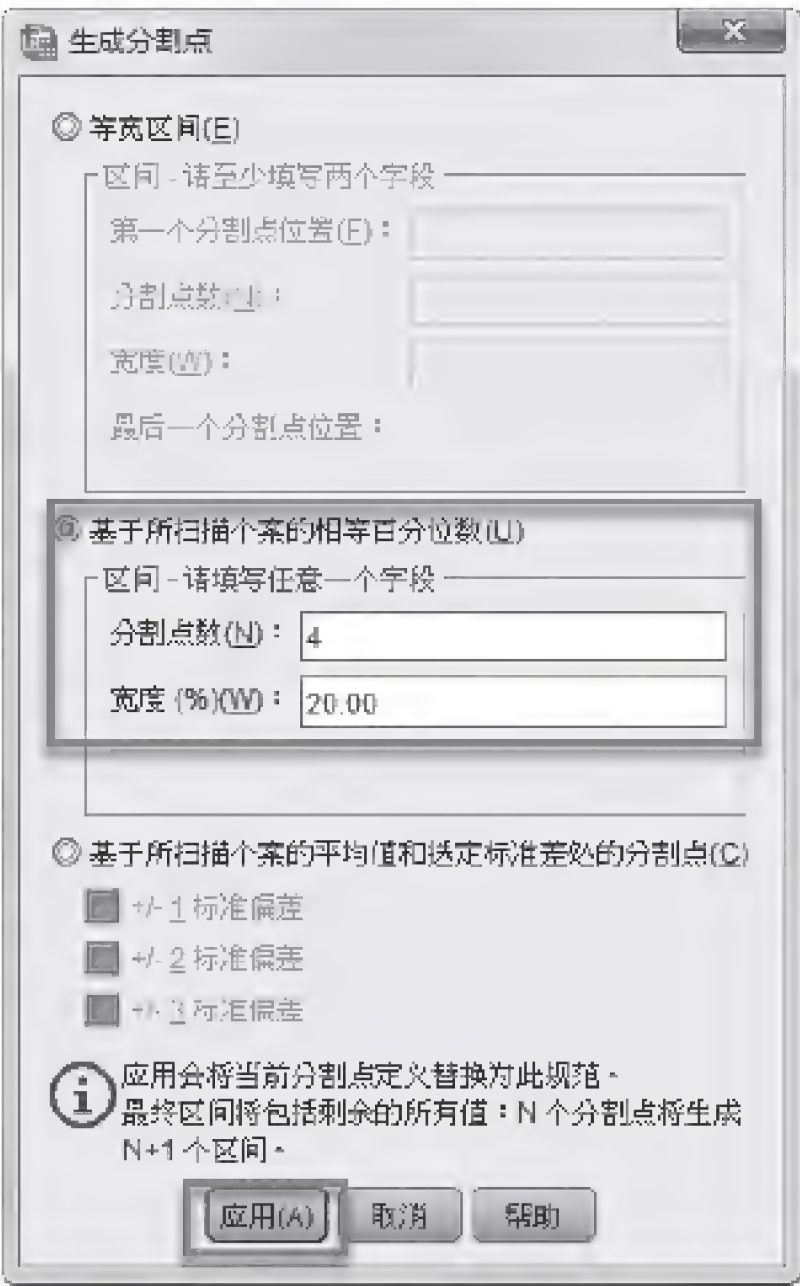 生成分割点
等宽区间(E)
区间 - 请至少填写两个字段
第一个分割点位置(F)：
分割点数(N)：
宽度(W)：
最后一个分割点位置：
基于所扫描个案的相等百分位数(U)
区间 - 请填写任意一个字段
分割点数(N)：4
宽度 (%)(W)：20.00
基于所扫描个案的平均值和选定标准差处的分割点(C)
+/- 1 标准偏差
+/- 2 标准偏差
+/- 3 标准偏差
应用会将当前分割点定义替换为此规范。
最终区间将包括剩余的所有值：N 个分割点将生成
N+1 个区间。
应用(A) 取消 帮助